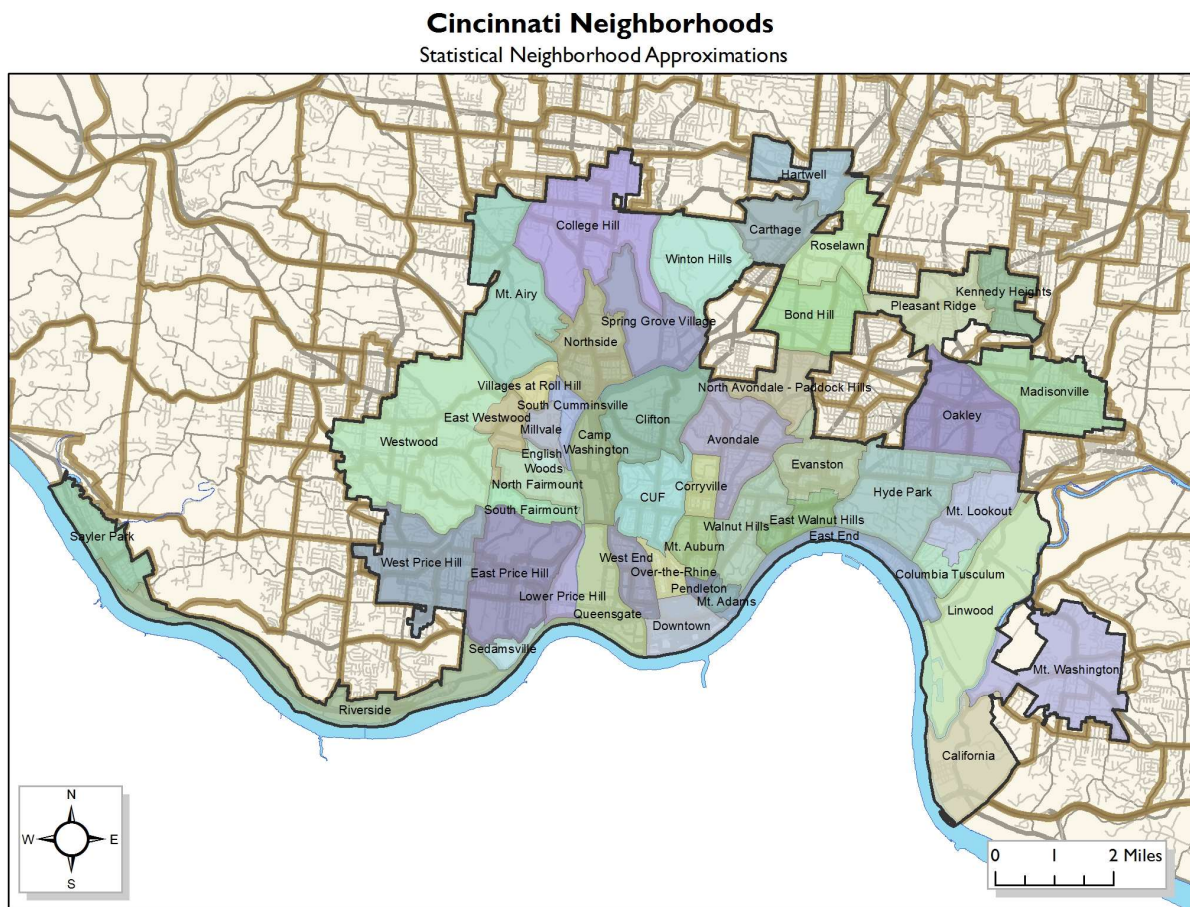 Cincinnati Neighborhoods
Statistical Neighborhood Approximations
Hartwell
College Hill
Carthage
Roselawn
Winton Hills
Mt. Airy
Kennedy Heights
Pleasant Ridge
Bond Hill
Spring Grove Village
Northside
Villages at Roll Hill
North Avondale - Paddock Hills
Madisonville
South Cumminsville
East Westwood
Clifton
Oakley
Millvale
Camp
Washington
Westwood
Avondale
English
Woods
Evanston
North Fairmount
Corryville
Hyde Park
CUF
South Fairmount
Mt. Lookout
East Walnut Hills
Walnut Hills
Sayler Park
East End
Mt. Auburn
West End
West Price Hill
East Price Hill
Over-the-Rhine
Columbia Tusculum
Pendleton
Lower Price Hill
Mt. Adams
Linwood
Queensgate
Downtown
Sedamsville
Mt. Washington
Riverside
California
N
W
E
S
0 1 2 Miles